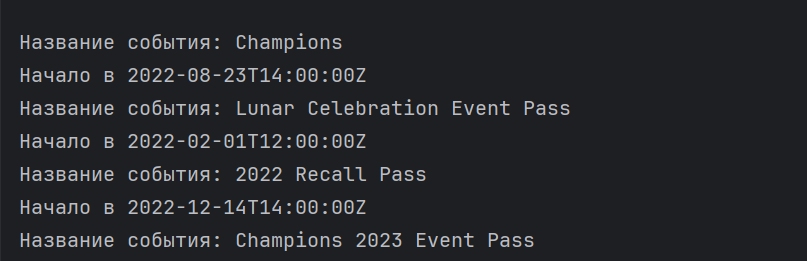 Название события: Champions
Начало в 2022-08-23T14:00:00Z
Название события: Lunar Celebration Event Pass
Начало в 2022-02-01T12:00:00Z
Название события: 2022 Recall Pass
Начало в 2022-12-14T14:00:00Z
Название события: Champions 2023 Event Pass